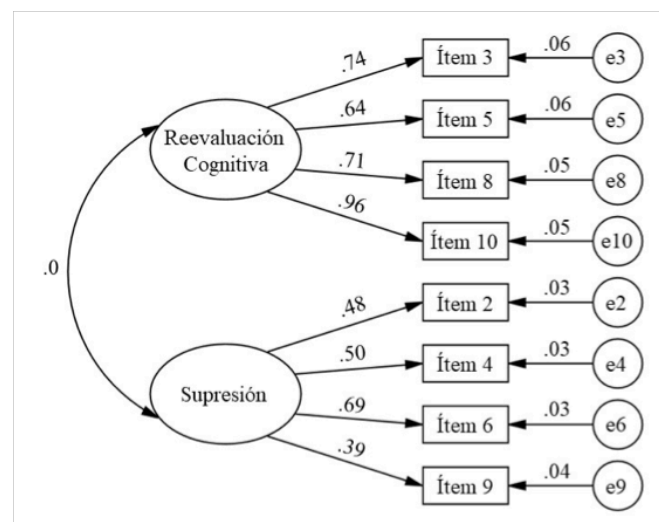 .74 Ítem 3 .06 e3
.64 Ítem 5 .06 e5
Reevaluación
Cognitiva
.71 Ítem 8 .05 e8
.96 Ítem 10 .05 e10
.0
.48 Ítem 2 .03 e2
.50 Ítem 4 .03 e4
Supresión
.69 Ítem 6 .03 e6
.39 Ítem 9 .04 e9